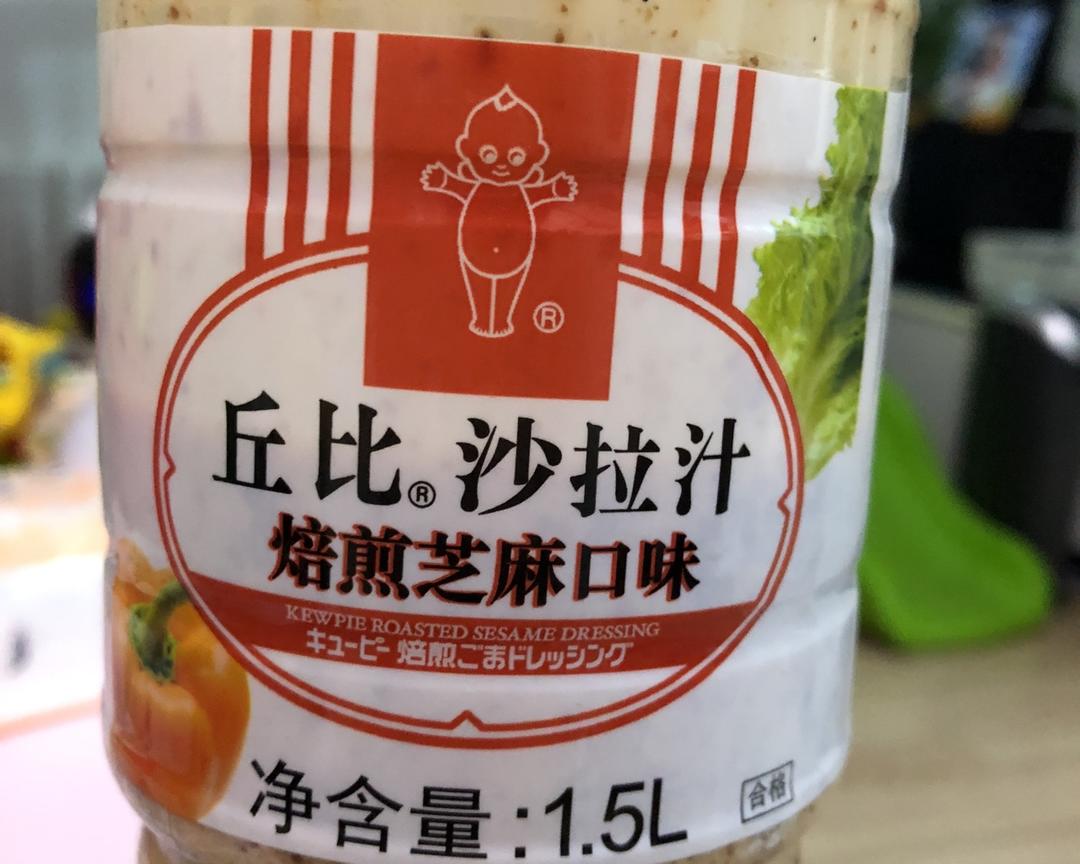 ®
丘比®沙拉汁
焙煎芝麻口味
KEWPIE ROASTED SESAME DRESSING
キユーピー 焙煎ごまドレッシング
净含量:1.5L
合格